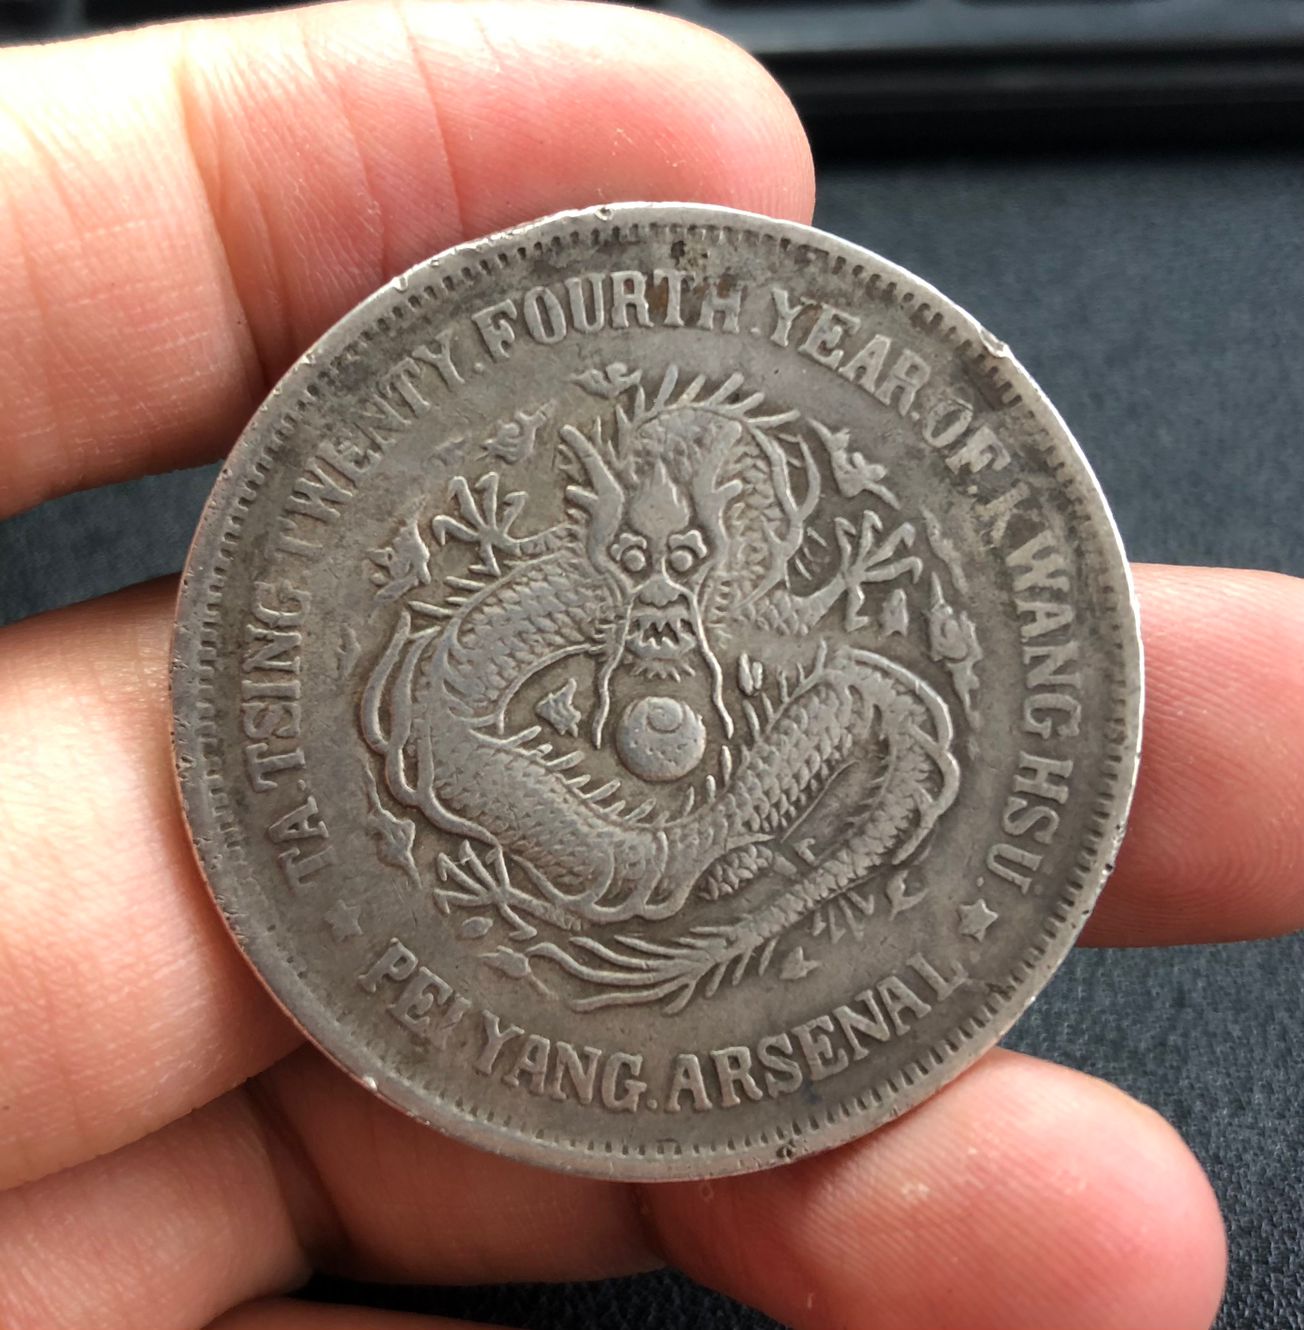 TA.TSING TWENTY.FOURTH.YEAR.OF.KWANG HSU.
PEI YANG.ARSENAL.